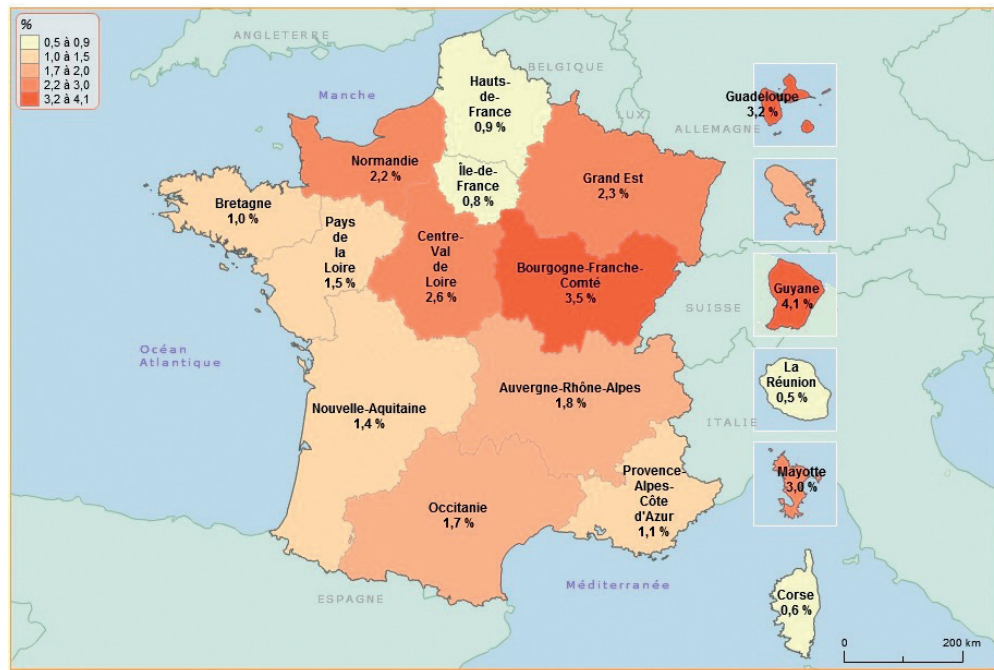 %
0,5 à 0,9
1,0 à 1,5
1,7 à 2,0
2,2 à 3,0
3,2 à 4,1
ANGLETERRE
BELGIQUE
LUX
ALLEMAGNE
Manche
Hauts-
de-
France
0,9 %
Normandie
2,2 %
Île-de-
France
0,8 %
Grand Est
2,3 %
Bretagne
1,0 %
Pays
de
la
Loire
1,5 %
Centre-
Val
de
Loire
2,6 %
Bourgogne-Franche-
Comté
3,5 %
SUISSE
Océan
Atlantique
Nouvelle-Aquitaine
1,4 %
Auvergne-Rhône-Alpes
1,8 %
ITALIE
Occitanie
1,7 %
Provence-
Alpes-
Côte
d'Azur
1,1 %
ESPAGNE
Méditerranée
Guadeloupe
3,2 %
Guyane
4,1 %
La
Réunion
0,5 %
Mayotte
3,0 %
Corse
0,6 %
0 200 km